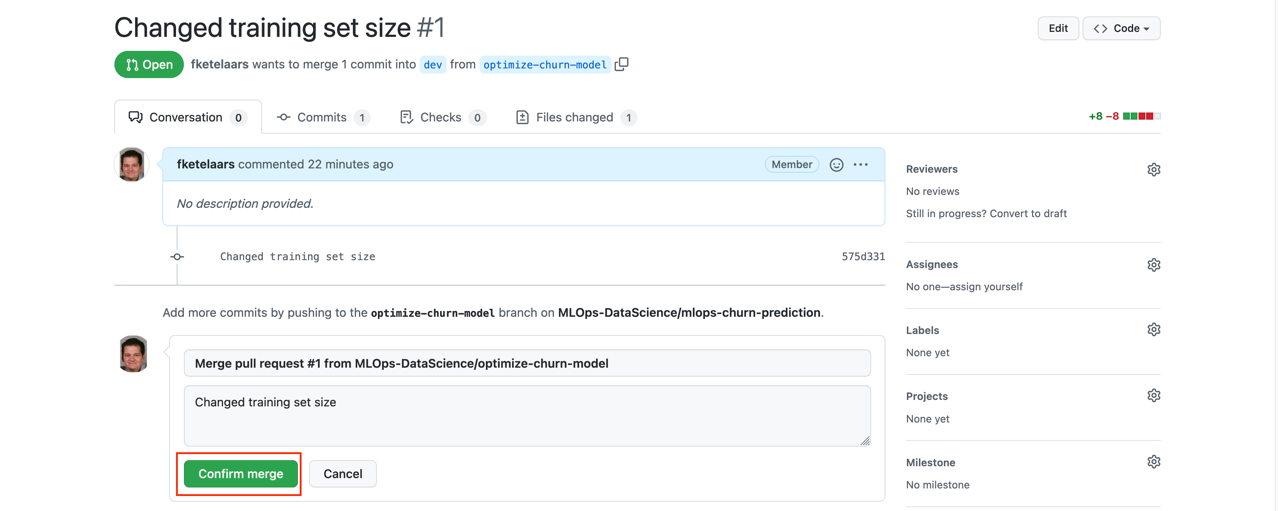 Changed training set size #1
Edit
Code
Open
fketelaars wants to merge 1 commit into dev from optimize-churn-model
Conversation 0
Commits 1
Checks 0
Files changed 1
+8 −8
fketelaars commented 22 minutes ago
Member
No description provided.
Changed training set size
575d331
Add more commits by pushing to the optimize-churn-model branch on MLOps-DataScience/mlops-churn-prediction.
Merge pull request #1 from MLOps-DataScience/optimize-churn-model
Changed training set size
Confirm merge
Cancel
Reviewers
No reviews
Still in progress? Convert to draft
Assignees
No one—assign yourself
Labels
None yet
Projects
None yet
Milestone
No milestone